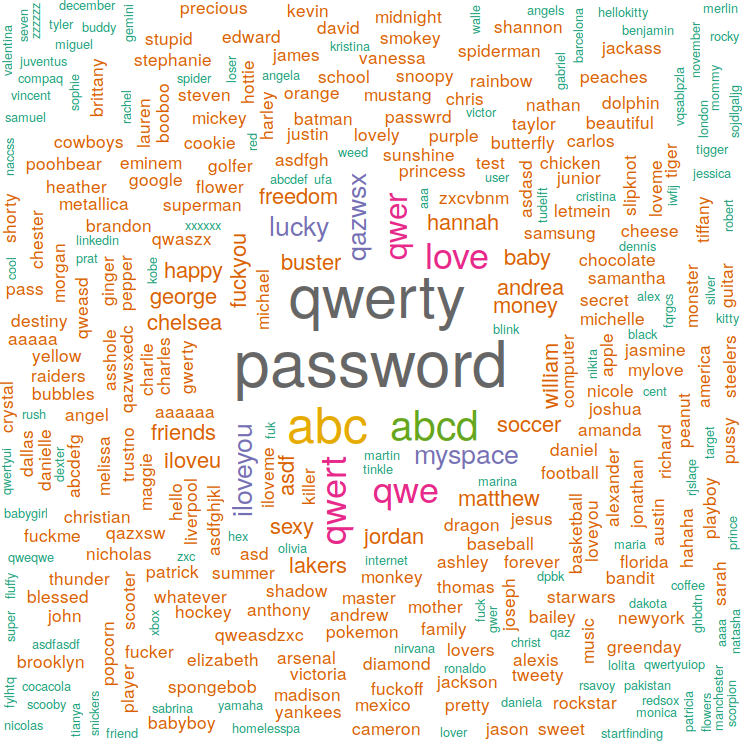 december
precious
kevin
midnight
walle
angels
hellokitty
merlin
seven
zzzzzz
tyler
buddy
gemini
david
shannon
barcelona
benjamin
rocky
valentina
miguel
stupid
edward
kristina
smokey
spiderman
jackass
november
juventus
stephanie
loser
james
vanessa
gabriel
compaq
sophie
brittany
spider
hottie
angela
school
snoopy
rainbow
peaches
mommy
vqsablpzla
vincent
steven
orange
mustang
chris
nathan
dolphin
london
sojdlgaljg
samuel
rachel
lauren
booboo
mickey
harley
batman
passwrd
victor
taylor
beautiful
naccss
cowboys
cookie
red
justin
lovely
purple
butterfly
carlos
tigger
poohbear
eminem
golfer
asdfgh
weed
sunshine
test
chicken
slipknot
loveme
tiger
jessica
heather
google
flower
abcdef
ufa
qazwsx
princess
user
asdasd
junior
iwflj
shorty
metallica
superman
freedom
qwer
aaa
zxcvbnm
tudelft
cristina
letmein
tiffany
robert
chester
brandon
xxxxxx
lucky
hannah
samsung
cheese
linkedin
qwaszx
fuckyou
love
dennis
cool
morgan
prat
kobe
happy
buster
baby
chocolate
pass
qweasd
ginger
pepper
george
michael
qwerty
andrea
samantha
monster
silver
guitar
destiny
chelsea
money
secret
alex
fqrgcs
aaaaa
asshole
qazwsxedc
charlie
charles
blink
michelle
kitty
yellow
gwerty
password
william
computer
nikita
apple
black
jasmine
america
steelers
raiders
mylove
crystal
bubbles
nicole
cent
rush
angel
aaaaaa
abc
abcd
soccer
joshua
peanut
qwertyui
dallas
danielle
friends
iloveyou
fuk
amanda
target
pussy
dexter
abcdefg
melissa
trustno
maggie
iloveu
iloveme
asdf
martin
myspace
daniel
richard
tinkle
football
alexander
jonathan
rjslaqe
babygirl
christian
hello
liverpool
asdfghjkl
killer
qwert
qwe
marina
matthew
basketball
loveyou
austin
playboy
fuckme
qazxsw
hex
sexy
jordan
dragon
jesus
maria
hahaha
prince
qweqwe
nicholas
zxc
asd
olivia
baseball
florida
fluffy
thunder
patrick
summer
lakers
internet
ashley
forever
bandit
sarah
blessed
scooter
whatever
shadow
monkey
thomas
dpbk
starwars
coffee
super
john
xbox
hockey
anthony
master
andrew
mother
fuck
gwer
joseph
bailey
dakota
newyork
ghbdtn
aaaa
natasha
asdfasdf
popcorn
qweasdzxc
pokemon
family
christ
qaz
music
greenday
brooklyn
fucker
elizabeth
arsenal
nirvana
lovers
alexis
lolita
qwertyuiop
fylhtq
cocacola
player
spongebob
victoria
diamond
ronaldo
tweety
scooby
madison
fuckoff
jackson
rsavoy
pakistan
nicolas
tianya
snickers
sabrina
yamaha
yankees
mexico
pretty
daniela
rockstar
redsox
monica
patricia
flowers
manchester
scorpion
friend
babyboy
homelesspa
cameron
lover
jason
sweet
startfinding